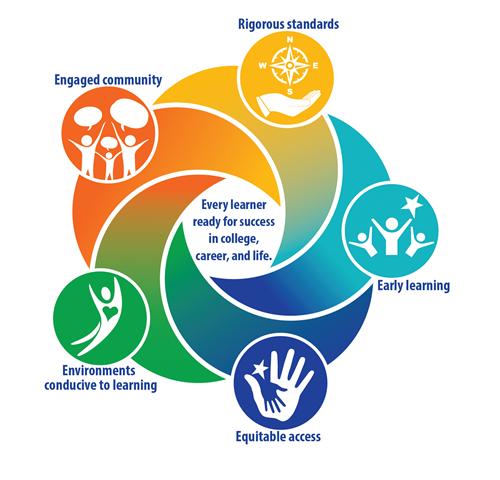 Rigorous standards
Engaged community
N
W E
S
Every learner
ready for success
in college,
career, and life.
Early learning
Environments
conducive to learning
Equitable access